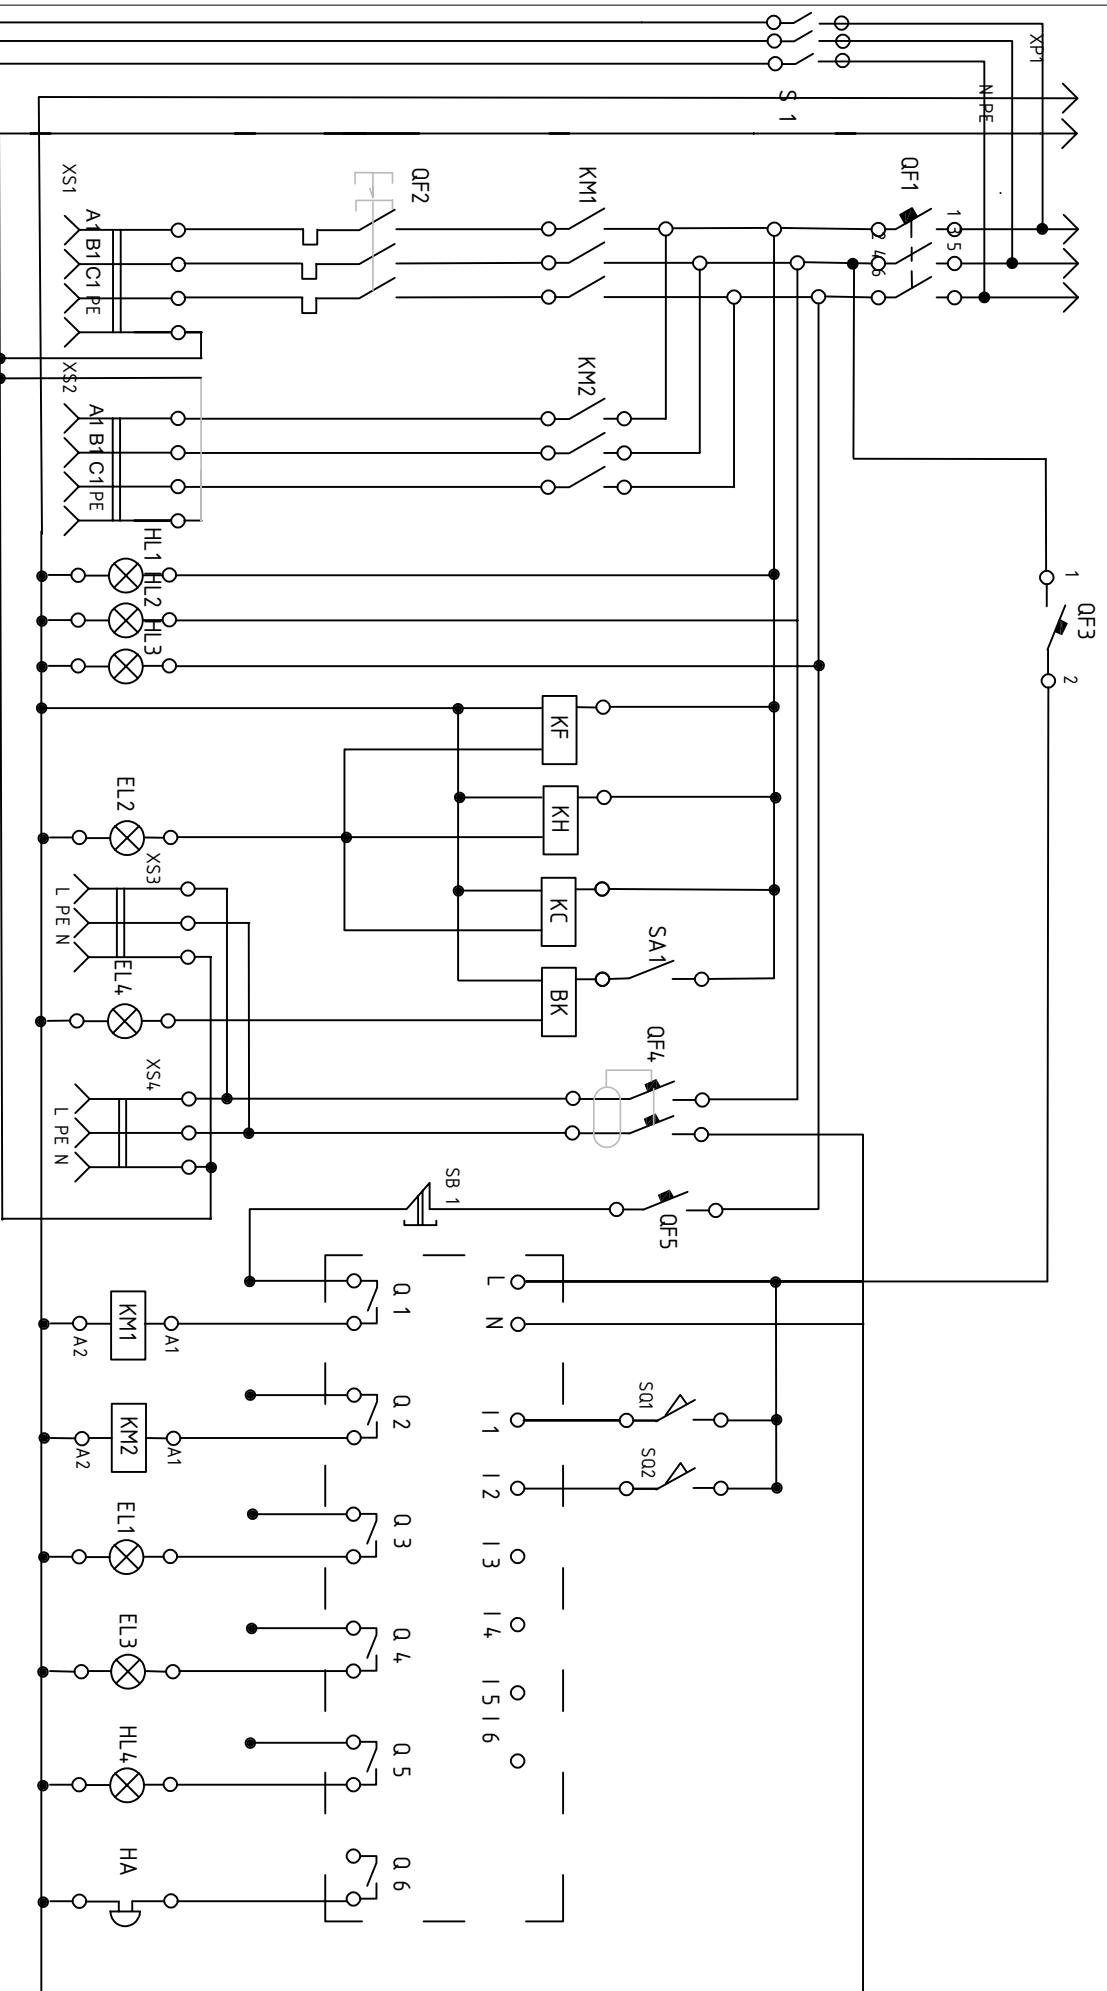 XP1
S 1
N PE
XS1
A1 B1 C1 PE
QF2
KM1
QF1
1 3 5
2 4 6
XS2
A1 B1 C1 PE
KM2
HL1
HL2
HL3
1
QF3
2
KF
EL2
KH
XS3
L PE N
KC
SA1
EL4
BK
QF4
XS4
L PE N
SB 1
QF5
Q 1
L
N
KM1
A2
A1
Q 2
I 1
SQ1
KM2
A2
A1
I 2
SQ2
EL1
Q 3
I 3
EL3
Q 4
I 4
I 5
HL4
Q 5
I 6
HA
Q 6